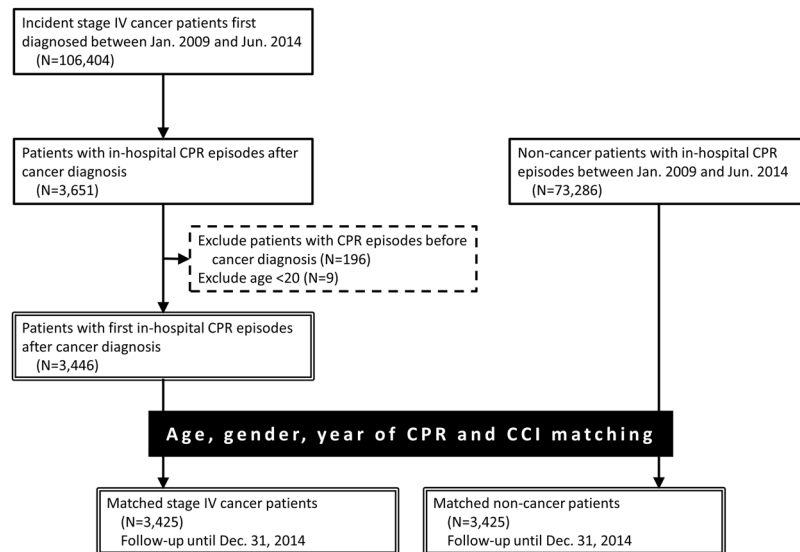 Incident stage IV cancer patients first
diagnosed between Jan. 2009 and Jun. 2014
(N=106,404)
Patients with in-hospital CPR episodes after
cancer diagnosis
(N=3,651)
Non-cancer patients with in-hospital CPR
episodes between Jan. 2009 and Jun. 2014
(N=73,286)
Exclude patients with CPR episodes before
cancer diagnosis (N=196)
Exclude age <20 (N=9)
Patients with first in-hospital CPR episodes
after cancer diagnosis
(N=3,446)
Age, gender, year of CPR and CCI matching
Matched stage IV cancer patients
(N=3,425)
Follow-up until Dec. 31, 2014
Matched non-cancer patients
(N=3,425)
Follow-up until Dec. 31, 2014